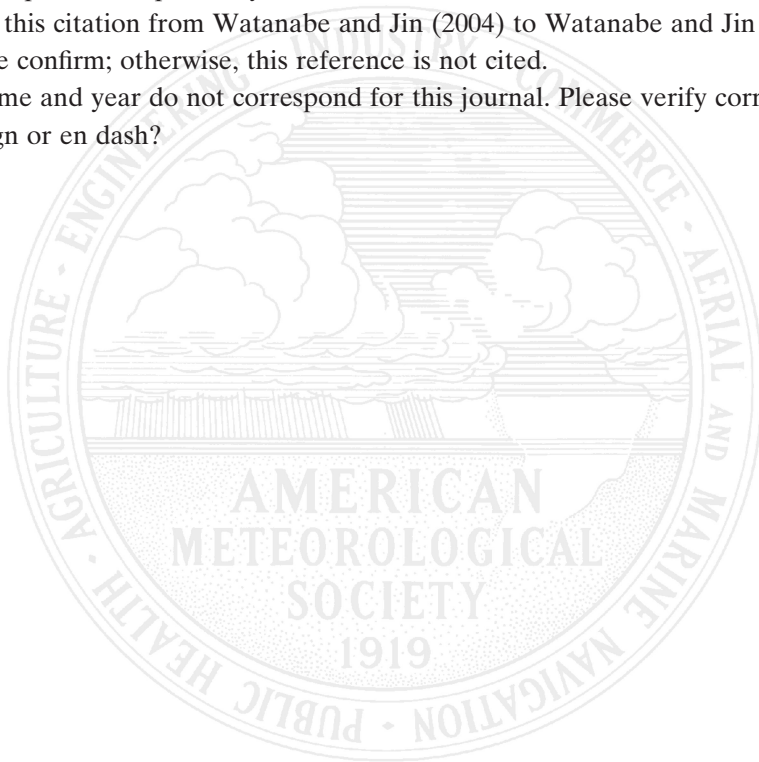 this citation from Watanabe and Jin (2004) to Watanabe and Jin
e confirm; otherwise, this reference is not cited.
me and year do not correspond for this journal. Please verify corr
gn or en dash?
ENGINEERING INDUSTRY COMMERCE · AERIAL AND MARINE NAVIGATION · PUBLIC HEALTH · AGRICULTURE ·
AMERICAN
METEOROLOGICAL
SOCIETY
1919